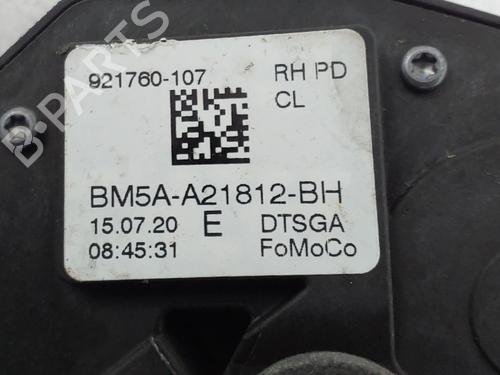 921760-107 RH PD
CL
BM5A-A21812-BH
15.07.20 E DTSGA
08:45:31 FoMoCo
B-PARTS